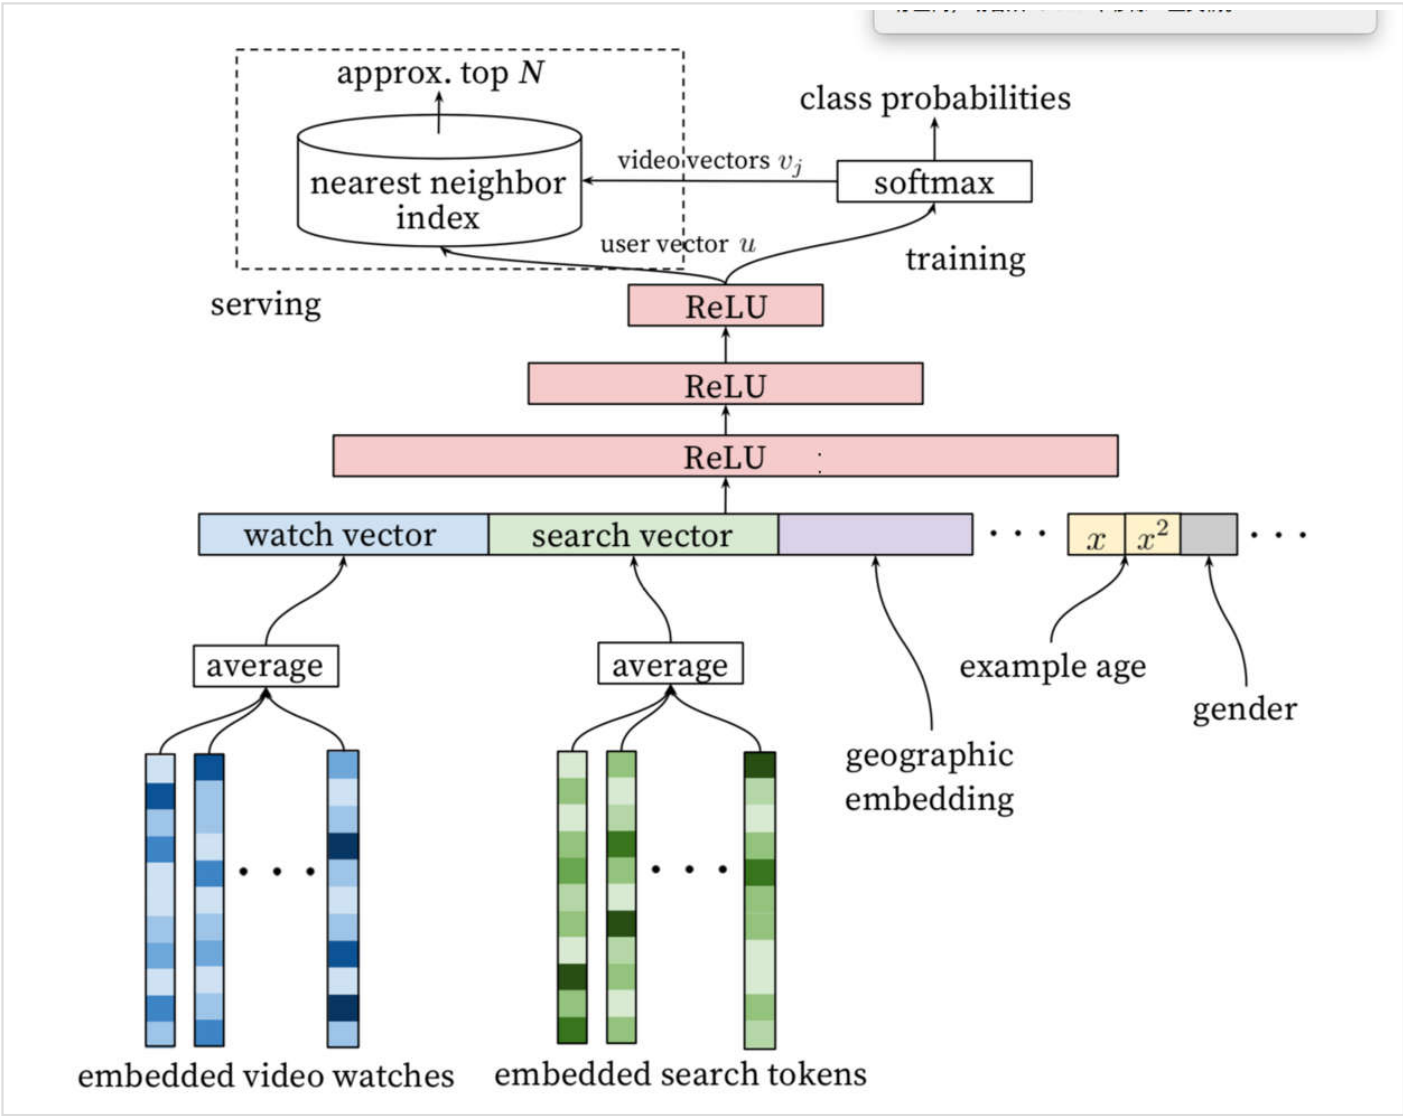 approx. top N
class probabilities
video vectors v_j
nearest neighbor
index
softmax
user vector u
training
serving
ReLU
ReLU
ReLU
watch vector
search vector
. . .
x
x²
. . .
average
average
example age
gender
geographic
embedding
. . .
. . .
embedded video watches
embedded search tokens